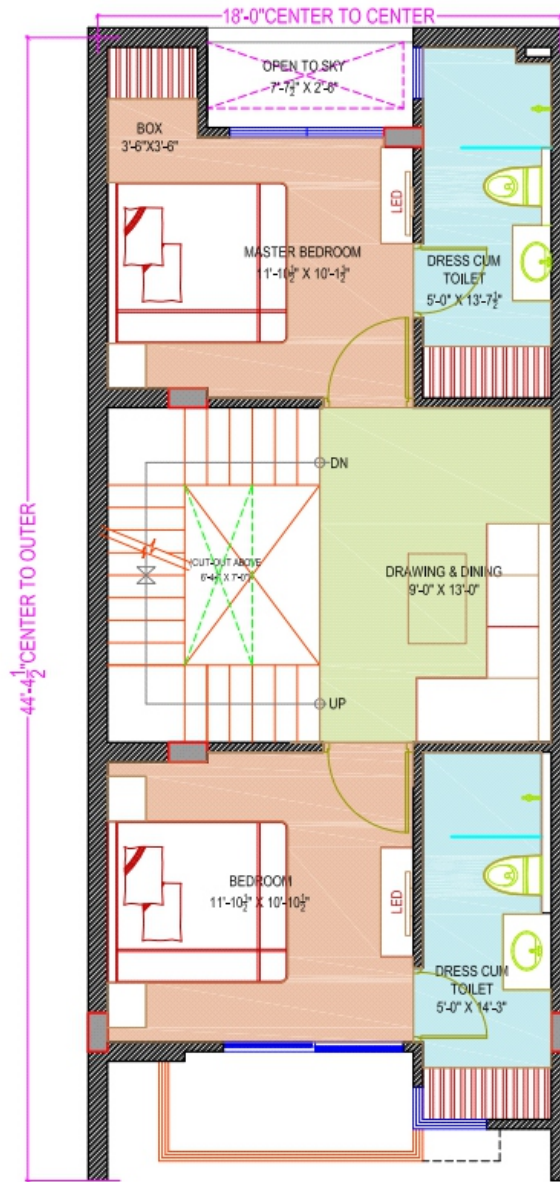 18'-0"CENTER TO CENTER
OPEN TO SKY
7'-7½" X 2'-6"
BOX
3'-6"X3'-6"
LED
MASTER BEDROOM
11'-10½" X 10'-1½"
DRESS CUM
TOILET
5'-0" X 13'-7½"
DN
(CUT-OUT ABOVE
DRAWING & DINING
9'-0" X 13'-0"
44'-4½"CENTER TO OUTER
UP
BEDROOM
11'-10½" X 10'-10½"
LED
DRESS CUM
TOILET
5'-0" X 14'-3"